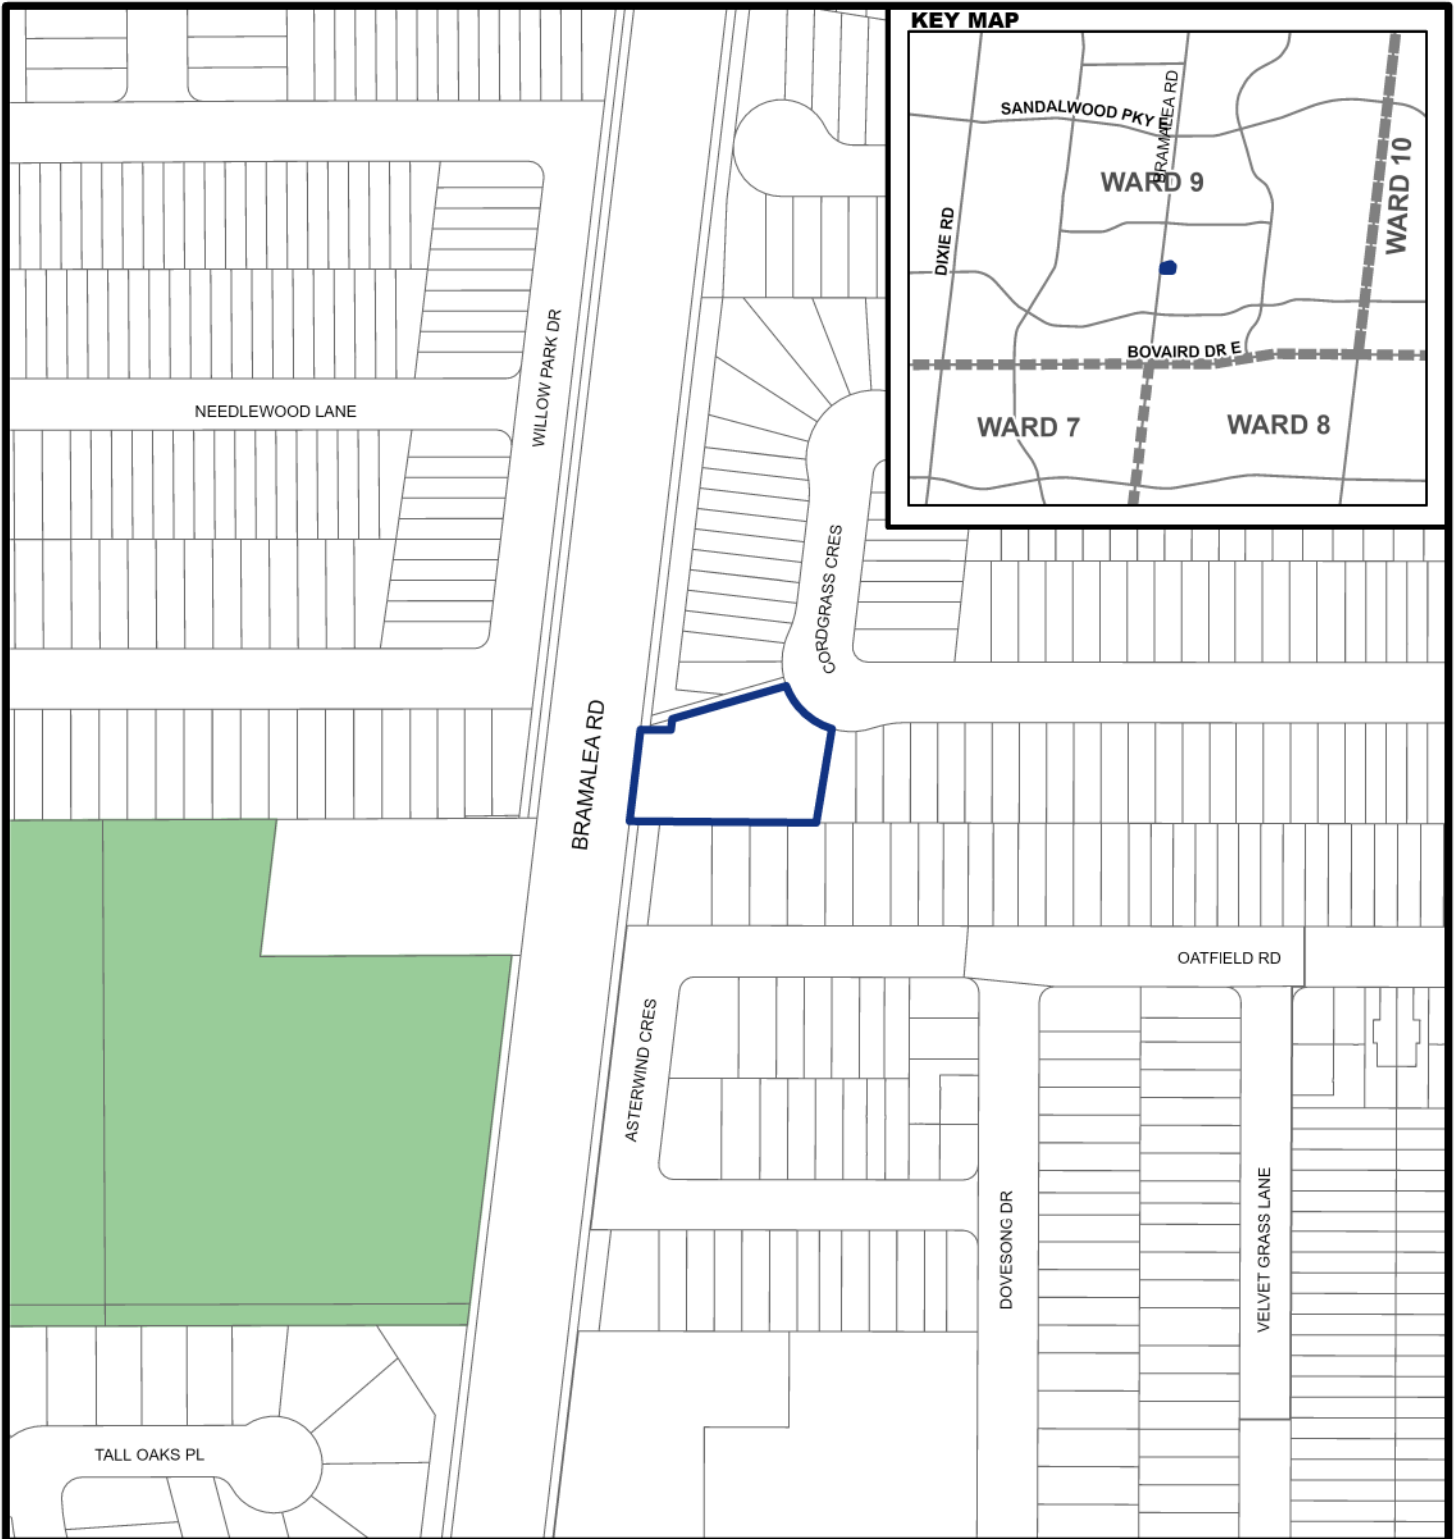 KEY MAP
SANDALWOOD PKY E
BRAMALEA RD
WARD 9
WARD 10
DIXIE RD
BOVAIRD DR E
WARD 7
WARD 8
WILLOW PARK DR
NEEDLEWOOD LANE
CORDGRASS CRES
BRAMALEA RD
OATFIELD RD
ASTERWIND CRES
DOVESONG DR
VELVET GRASS LANE
TALL OAKS PL